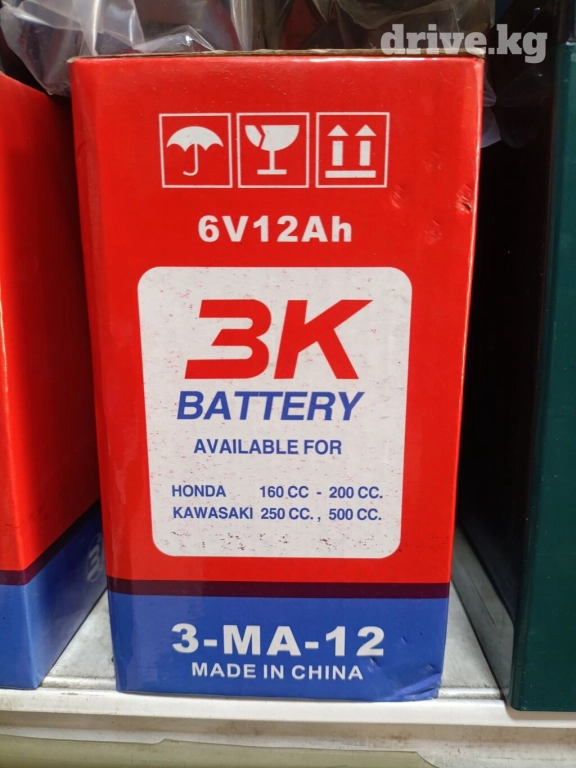 drive.kg
6V12Ah
3K
BATTERY
AVAILABLE FOR
HONDA 160 CC - 200 CC.
KAWASAKI 250 CC., 500 CC.
3-MA-12
MADE IN CHINA